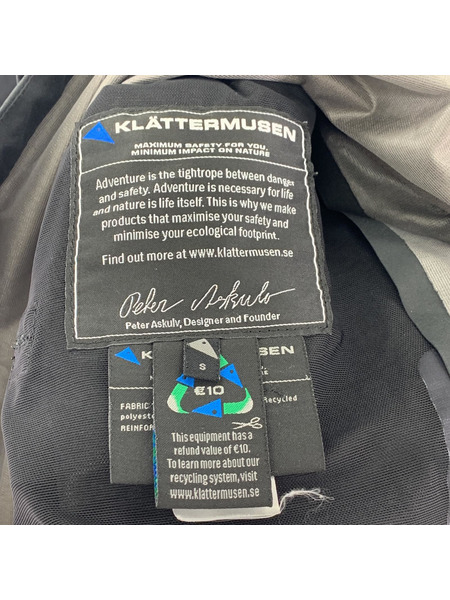 KLÄTTERMUSEN
MAXIMUM SAFETY FOR YOU,
MINIMUM IMPACT ON NATURE
Adventure is the tightrope between danger
and safety. Adventure is necessary for life
and nature is life itself. This is why we make
products that maximise your safety and
minimise your ecological footprint.
Find out more at www.klattermusen.se
Peter Askulv
Peter Askulv, Designer and Founder
KLÄTTERMUSEN
S
€10
FABRIC
Recycled
polyeste
REINFOR
This equipment has a
refund value of €10.
To learn more about our
recycling system, visit
www.klattermusen.se